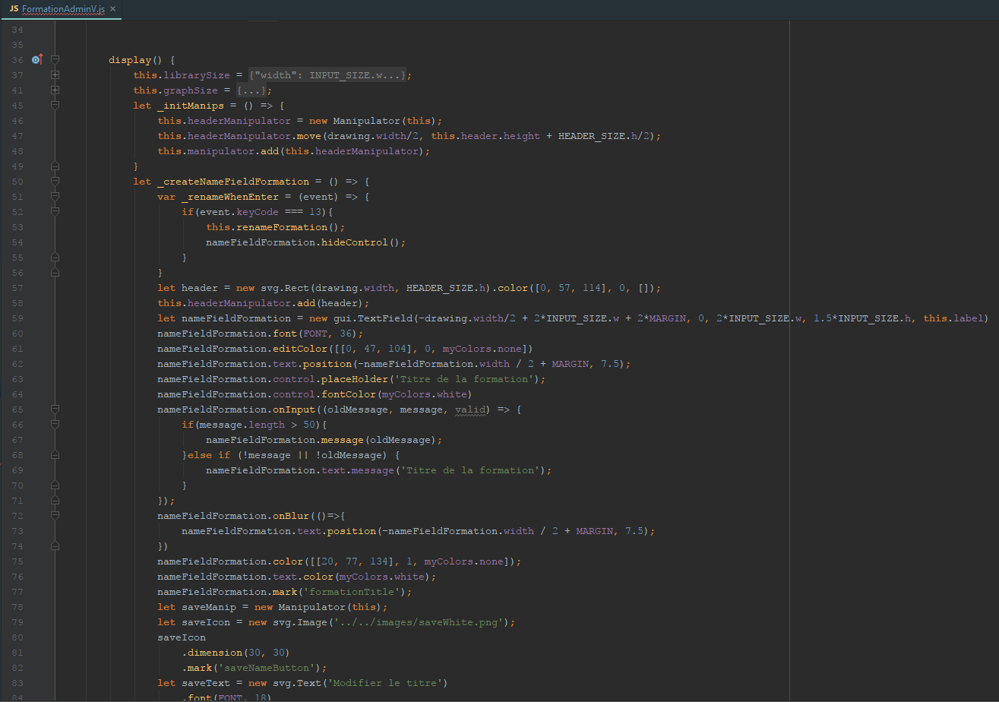 JS FormationAdminV.js ×
34
35
36 display() {
37 this.librarySize = {"width": INPUT_SIZE.w...};
41 this.graphSize = {...};
45 let _initManips = () => {
46 this.headerManipulator = new Manipulator(this);
47 this.headerManipulator.move(drawing.width/2, this.header.height + HEADER_SIZE.h/2);
48 this.manipulator.add(this.headerManipulator);
49 }
50 let _createNameFieldFormation = () => {
51 var _renameWhenEnter = (event) => {
52 if(event.keyCode === 13){
53 this.renameFormation();
54 nameFieldFormation.hideControl();
55 }
56 }
57 let header = new svg.Rect(drawing.width, HEADER_SIZE.h).color([0, 57, 114], 0, []);
58 this.headerManipulator.add(header);
59 let nameFieldFormation = new gui.TextField(-drawing.width/2 + 2*INPUT_SIZE.w + 2*MARGIN, 0, 2*INPUT_SIZE.w, 1.5*INPUT_SIZE.h, this.label)
60 nameFieldFormation.font(FONT, 36);
61 nameFieldFormation.editColor([[0, 47, 104], 0, myColors.none])
62 nameFieldFormation.text.position(-nameFieldFormation.width / 2 + MARGIN, 7.5);
63 nameFieldFormation.control.placeHolder('Titre de la formation');
64 nameFieldFormation.control.fontColor(myColors.white)
65 nameFieldFormation.onInput((oldMessage, message, valid) => {
66 if(message.length > 50){
67 nameFieldFormation.message(oldMessage);
68 }else if (!message || !oldMessage) {
69 nameFieldFormation.text.message('Titre de la formation');
70 }
71 });
72 nameFieldFormation.onBlur(()=>{
73 nameFieldFormation.text.position(-nameFieldFormation.width / 2 + MARGIN, 7.5);
74 })
75 nameFieldFormation.color([[20, 77, 134], 1, myColors.none]);
76 nameFieldFormation.text.color(myColors.white);
77 nameFieldFormation.mark('formationTitle');
78 let saveManip = new Manipulator(this);
79 let saveIcon = new svg.Image('../../images/saveWhite.png');
80 saveIcon
81 .dimension(30, 30)
82 .mark('saveNameButton');
83 let saveText = new svg.Text('Modifier le titre')
84 .font(FONT, 18)